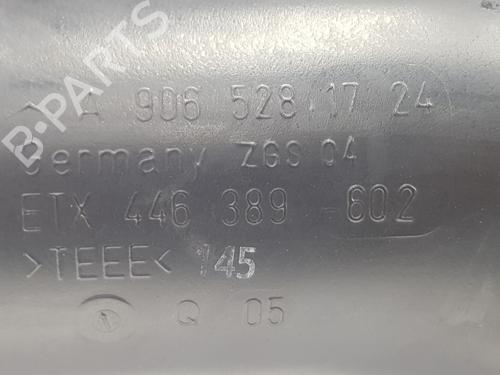 A 906 528 17 24
Germany ZGS 04
ETX 446 389 602
>TEEE< 145
Q 05
B-PARTS